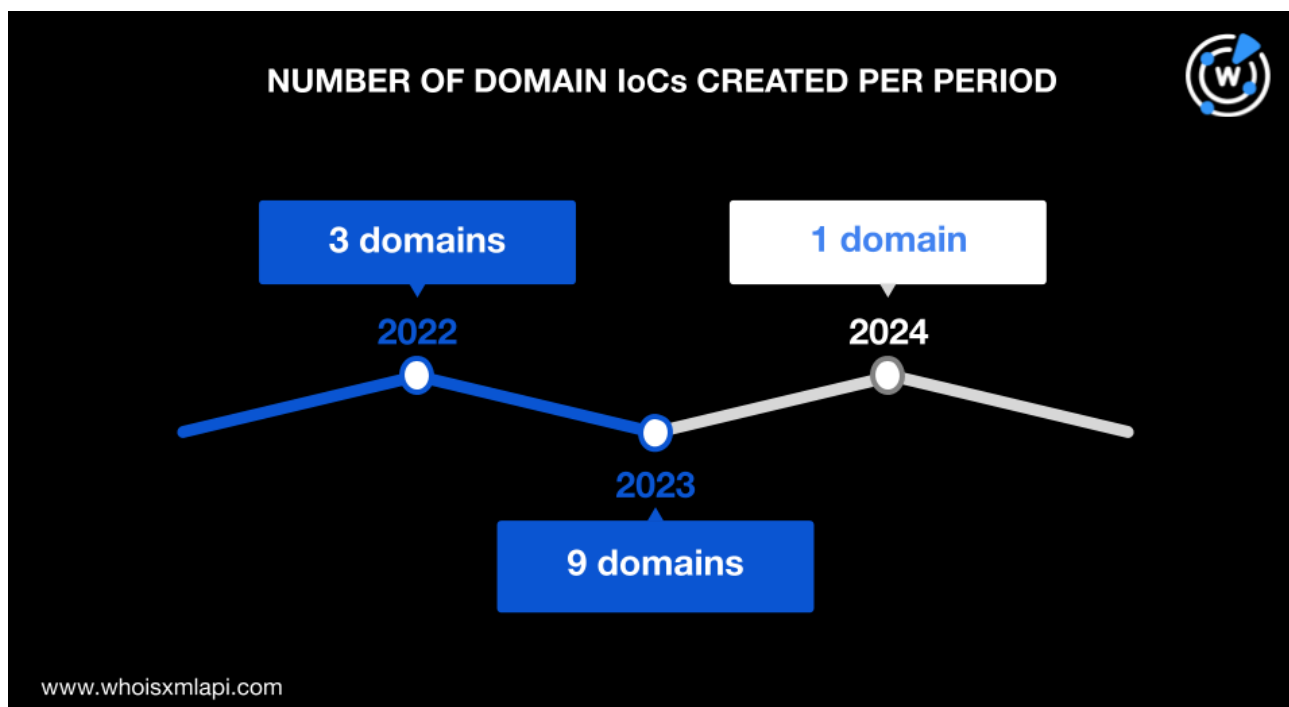 NUMBER OF DOMAIN IoCs CREATED PER PERIOD
W
3 domains
1 domain
2022
2024
2023
9 domains
www.whoisxmlapi.com